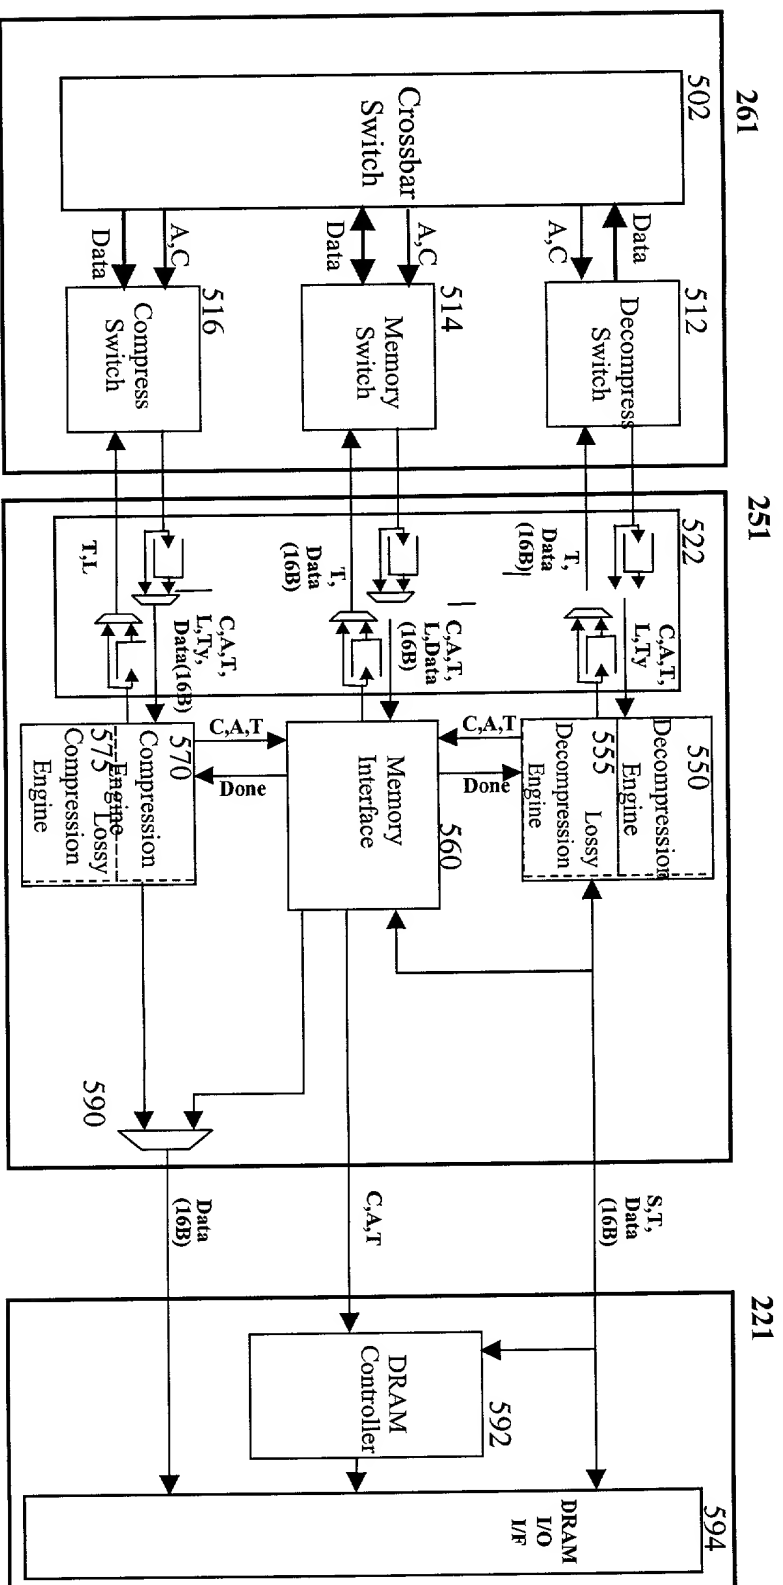 261
502
Crossbar
Switch
Data
A,C
A,C
Data
A,C
Data
512
Decompress
Switch
514
Memory
Switch
516
Compress
Switch
251
522
T,
Data
(16B)
C,A,T,
L,Ty
T,
Data
(16B)
C,A,T,
L,Data
(16B)
T,L
C,A,T,
L,Ty,
Data(16B)
550
Decompression
Engine
555 Lossy
Decompression
Engine
C,A,T
Done
560
Memory
Interface
C,A,T
Done
570
Compression
Engine
575 Lossy
Compression
Engine
590
S,T,
Data
(16B)
C,A,T
Data
(16B)
221
592
DRAM
Controller
594
DRAM
I/O
I/F